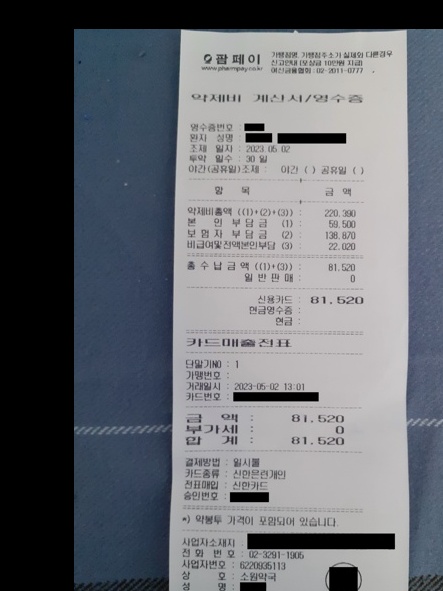 팜페이
www.pharmpay.co.kr
가맹점명, 가맹점주소가 실제와 다른경우
신고안내 (포상금 10만원 지급)
여신금융협회 : 02-2011-0777
약제비 계산서/영수증
영수증번호 :
환자 성명 :
조제 일자 : 2023.05.02
투약 일수 : 30 일
야간(공휴일)조제 : 야간 ( ) 공휴일 ( )
항 목 금 액
약제비총액 ((1)+(2)+(3)) : 220.390
본 인 부 담 금 (1) : 59.500
보 험 자 부 담 금 (2) : 138.870
비급여및전액본인부담 (3) : 22.020
총 수 납 금 액 ((1)+(3)) : 81.520
일 반 판 매 : 0
신용카드 : 81.520
현금영수증 :
현금 :
카드매출전표
단말기NO : 1
가맹번호 :
거래일시 : 2023-05-02 13:01
카드번호 :
금 액 : 81.520
부가세 : 0
합 계 : 81.520
결제방법 : 일시불
카드종류 : 신한은련개인
전표매입 : 신한카드
승인번호 :
*) 약봉투 가격이 포함되어 있습니다.
사업자소재지 :
전 화 번 호 : 02-3291-1905
사업자번호 : 6220935113
상 호 : 소원약국
성 명 :